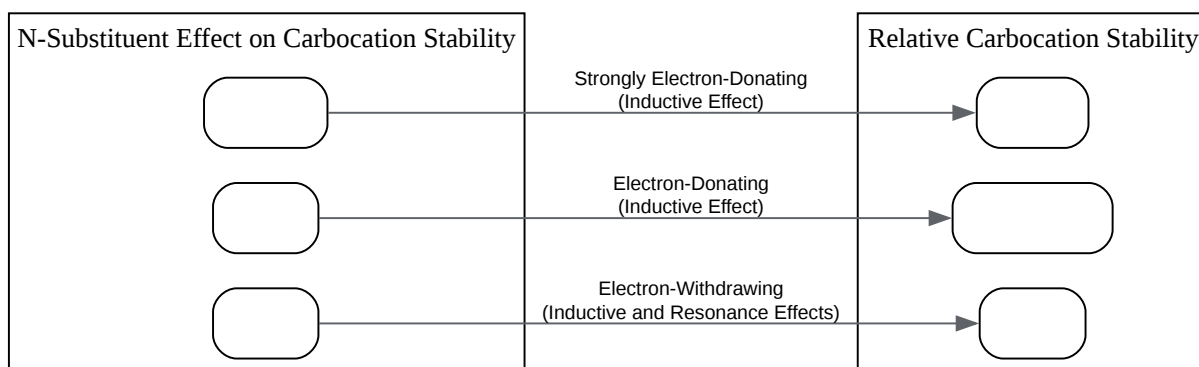 N-Substituent Effect on Carbocation Stability
Relative Carbocation Stability
Strongly Electron-Donating
(Inductive Effect)
Electron-Donating
(Inductive Effect)
Electron-Withdrawing
(Inductive and Resonance Effects)